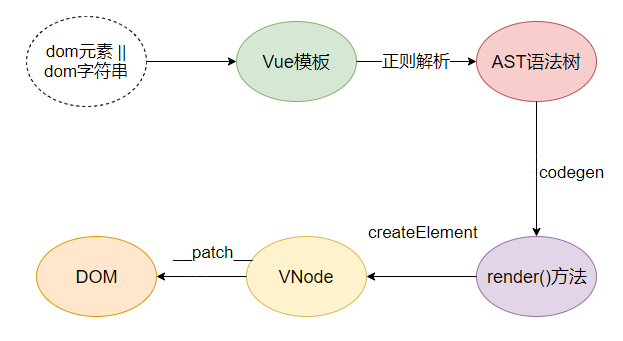 dom元素 ||
dom字符串
Vue模板
正则解析
AST语法树
codegen
createElement
render()方法
VNode
__patch__
DOM